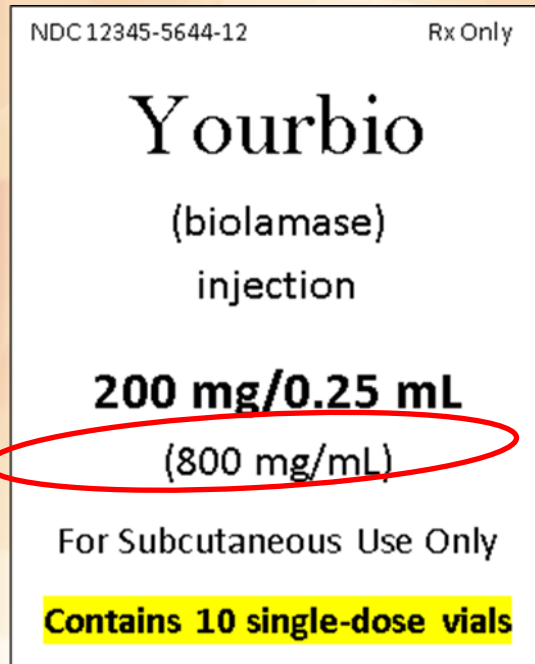 NDC 12345-5644-12 Rx Only
Yourbio
(biolamase)
injection
200 mg/0.25 mL
(800 mg/mL)
For Subcutaneous Use Only
Contains 10 single-dose vials